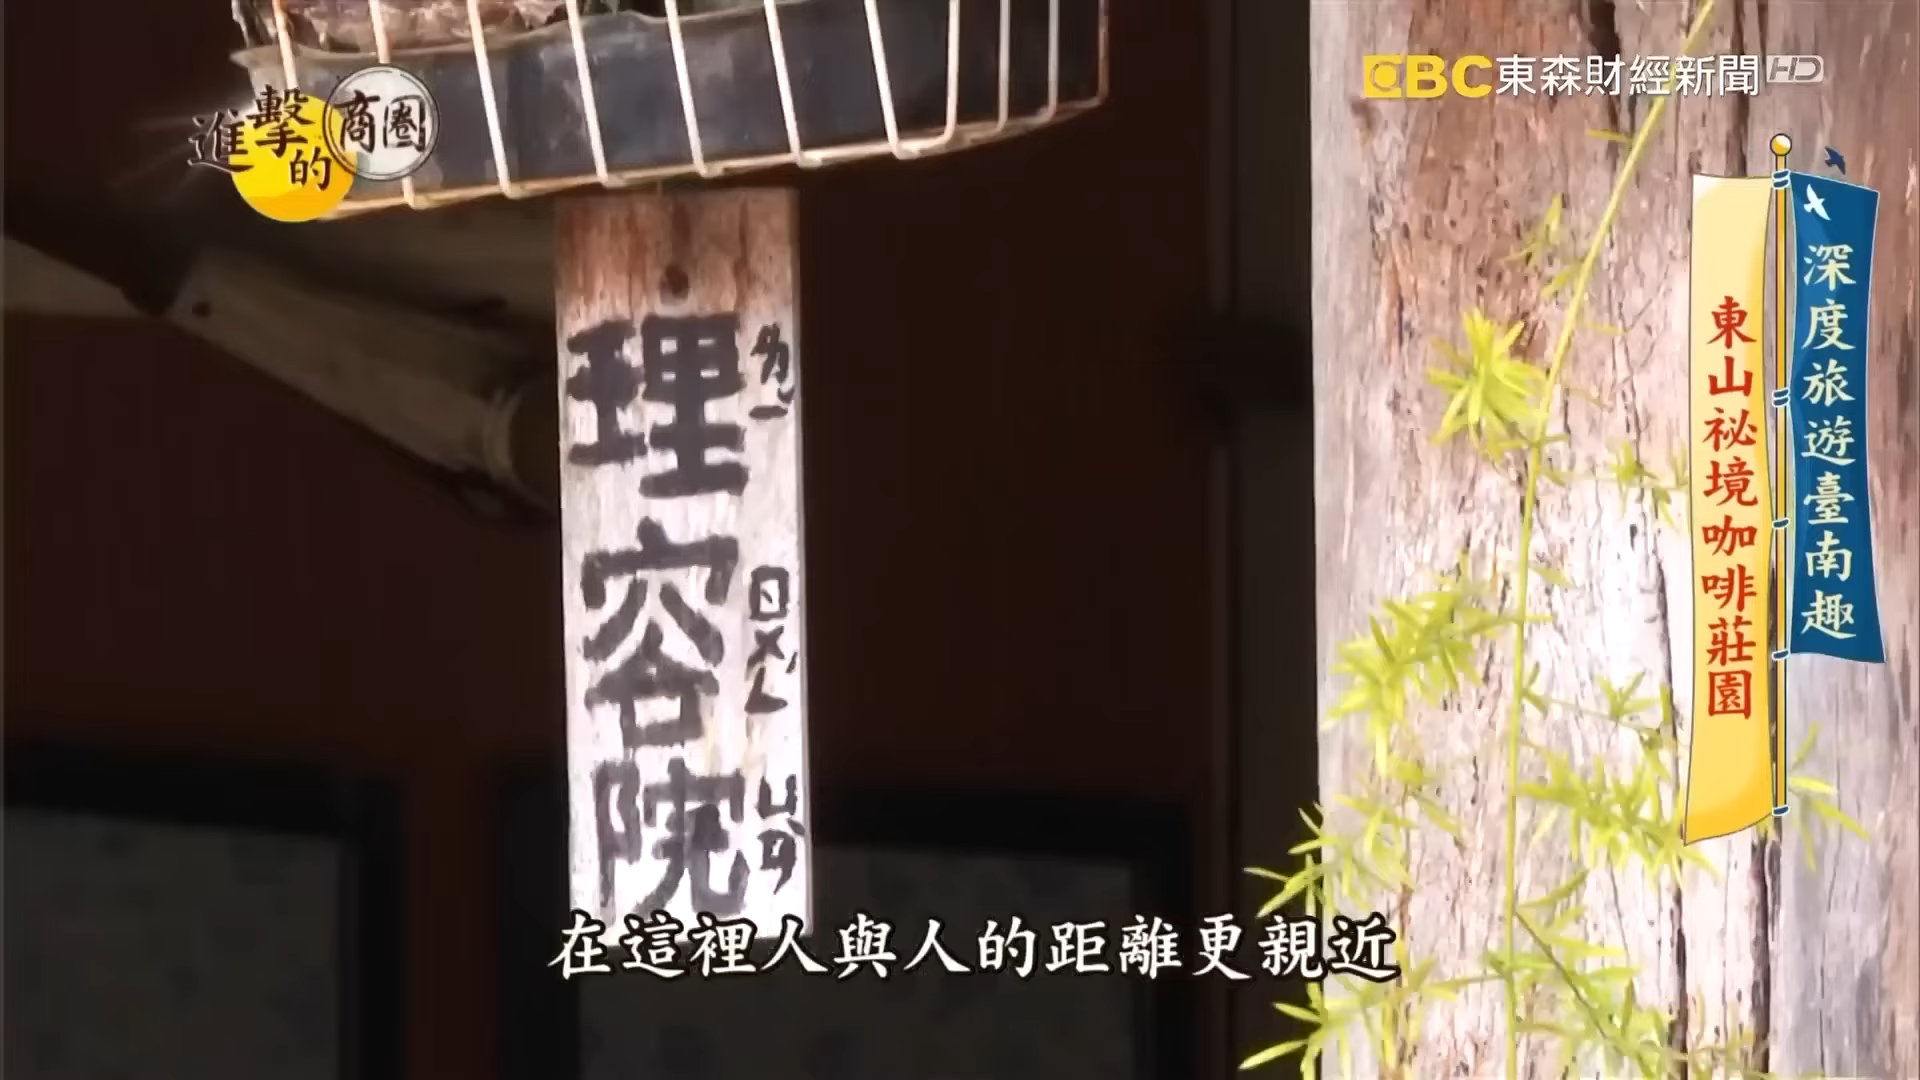 進擊的商圈
EBC東森財經新聞HD
深度旅遊臺南趣
東山祕境咖啡莊園
理容院
ㄌㄧˇ
ㄖㄨㄥˊ
ㄩㄢˋ
在這裡人與人的距離更親近